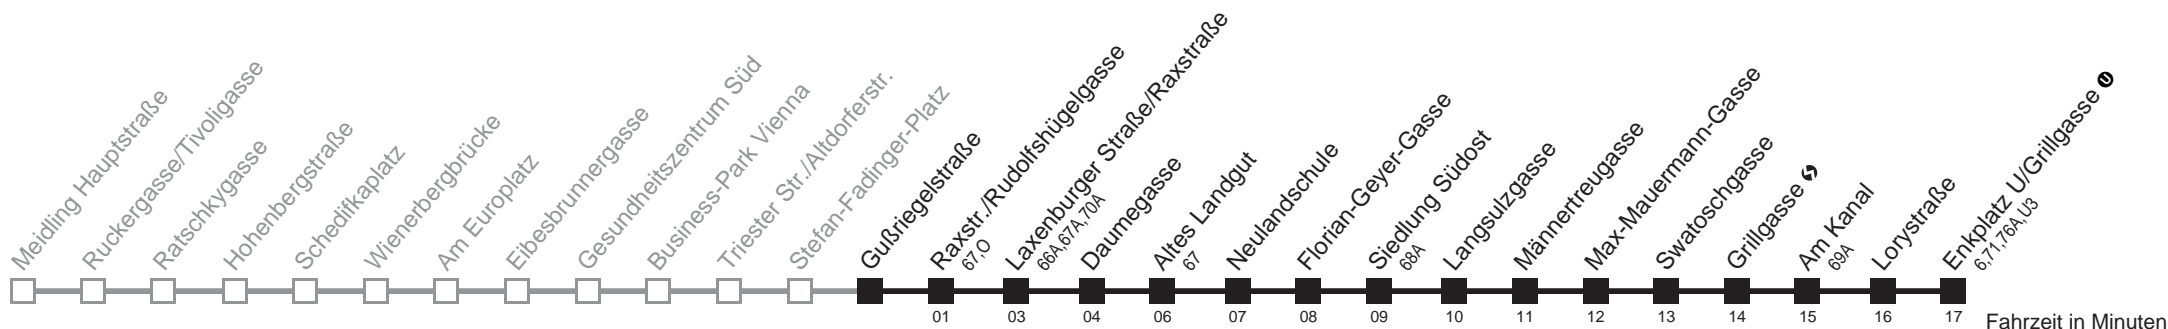 Meidling Hauptstraße
Ruckergasse/Tivoligasse
Ratschkygasse
Hohenbergstraße
Schedifkaplatz
Wienerbergbrücke
Am Europlatz
Eibesbrunnergasse
Gesundheitszentrum Süd
Business-Park Vienna
Triester Str./Altdorferstr.
Stefan-Fadinger-Platz
Gußriegelstraße
Raxstr./Rudolfshügelgasse
67,O
Laxenburger Straße/Raxstraße
66A,67A,70A
Daumegasse
Altes Landgut
67
Neulandschule
Florian-Geyer-Gasse
Siedlung Südost
68A
Langsulzgasse
Männertreugasse
Max-Mauermann-Gasse
Swatoschgasse
Grillgasse
Am Kanal
69A
Lorystraße
Enkplatz U/Grillgasse U
6,71,76A,U3
01 03 04 06 07 08 09 10 11 12 13 14 15 16 17 Fahrzeit in Minuten